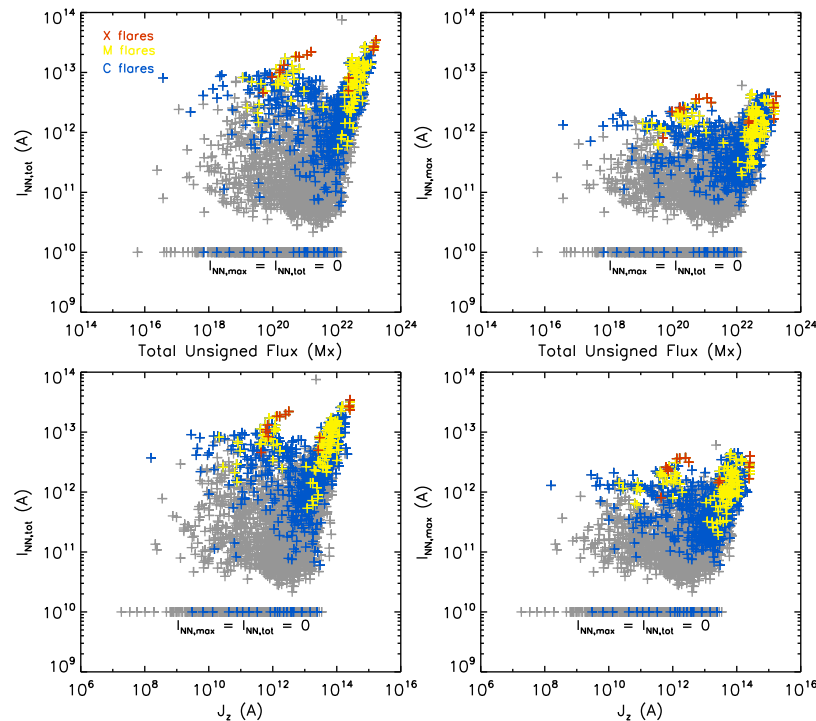 X flares
M flares
C flares
10^14
10^13
10^12
10^11
10^10
10^9
I_NN,tot (A)
I_NN,max = I_NN,tot = 0
10^14 10^16 10^18 10^20 10^22 10^24
Total Unsigned Flux (Mx)
10^14
10^13
10^12
10^11
10^10
10^9
I_NN,max (A)
I_NN,max = I_NN,tot = 0
10^14 10^16 10^18 10^20 10^22 10^24
Total Unsigned Flux (Mx)
10^14
10^13
10^12
10^11
10^10
10^9
I_NN,tot (A)
I_NN,max = I_NN,tot = 0
10^6 10^8 10^10 10^12 10^14 10^16
J_z (A)
10^14
10^13
10^12
10^11
10^10
10^9
I_NN,max (A)
I_NN,max = I_NN,tot = 0
10^6 10^8 10^10 10^12 10^14 10^16
J_z (A)